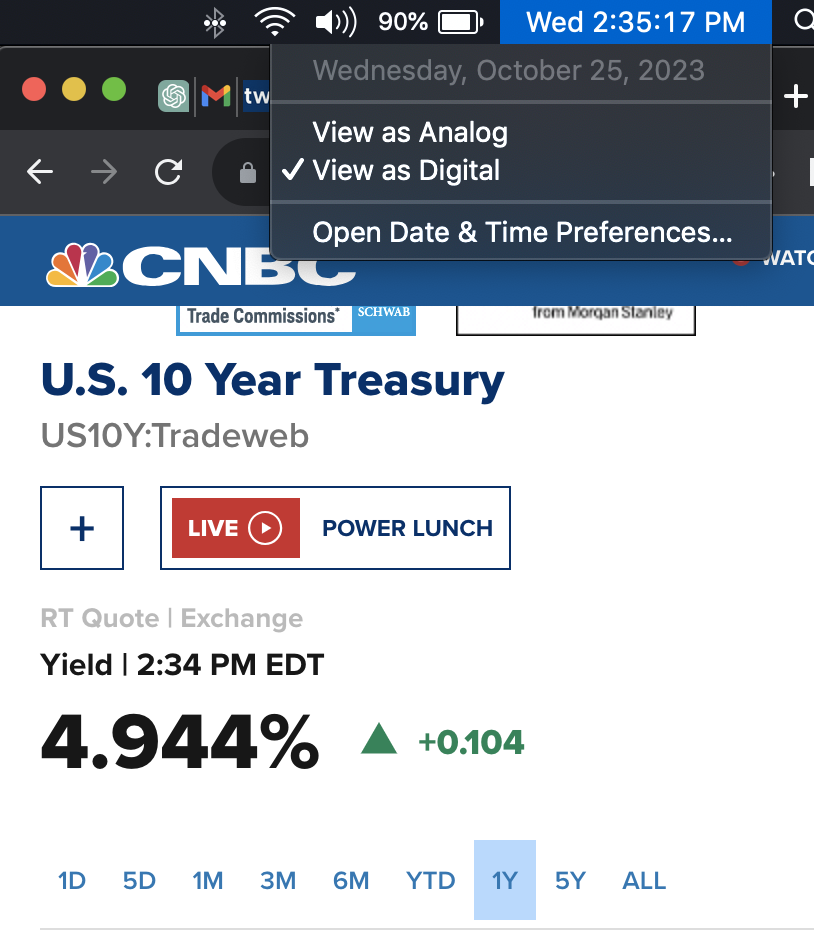 90% Wed 2:35:17 PM
Wednesday, October 25, 2023
tw
View as Analog
✓ View as Digital
Open Date & Time Preferences...
CNBC
WATC
Trade Commissions* SCHWAB
from Morgan Stanley
U.S. 10 Year Treasury
US10Y:Tradeweb
+
LIVE POWER LUNCH
RT Quote | Exchange
Yield | 2:34 PM EDT
4.944% ▲ +0.104
1D 5D 1M 3M 6M YTD 1Y 5Y ALL